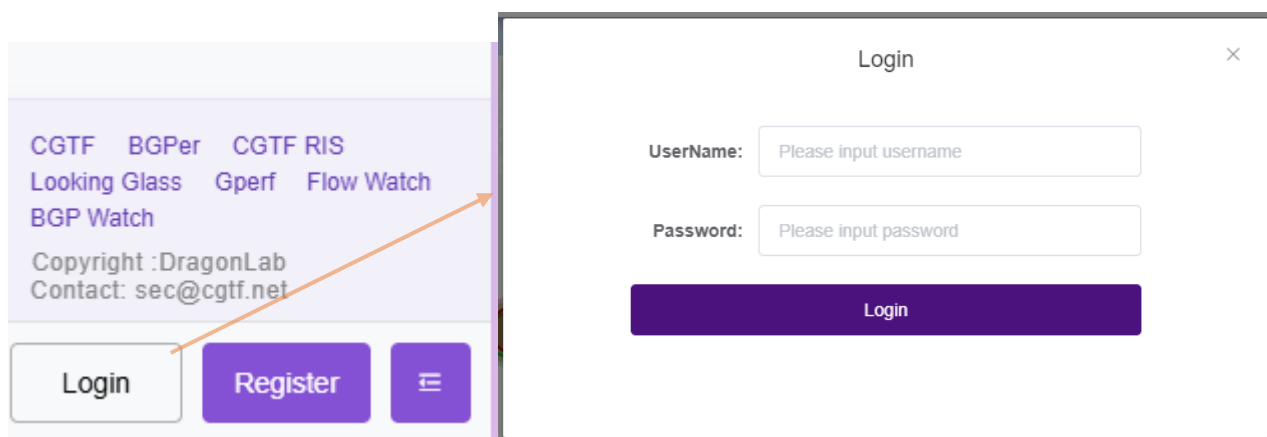 CGTF BGPer CGTF RIS
Looking Glass Gperf Flow Watch
BGP Watch
Copyright :DragonLab
Contact: sec@cgtf.net
Login Register
Login
UserName: Please input username
Password: Please input password
Login